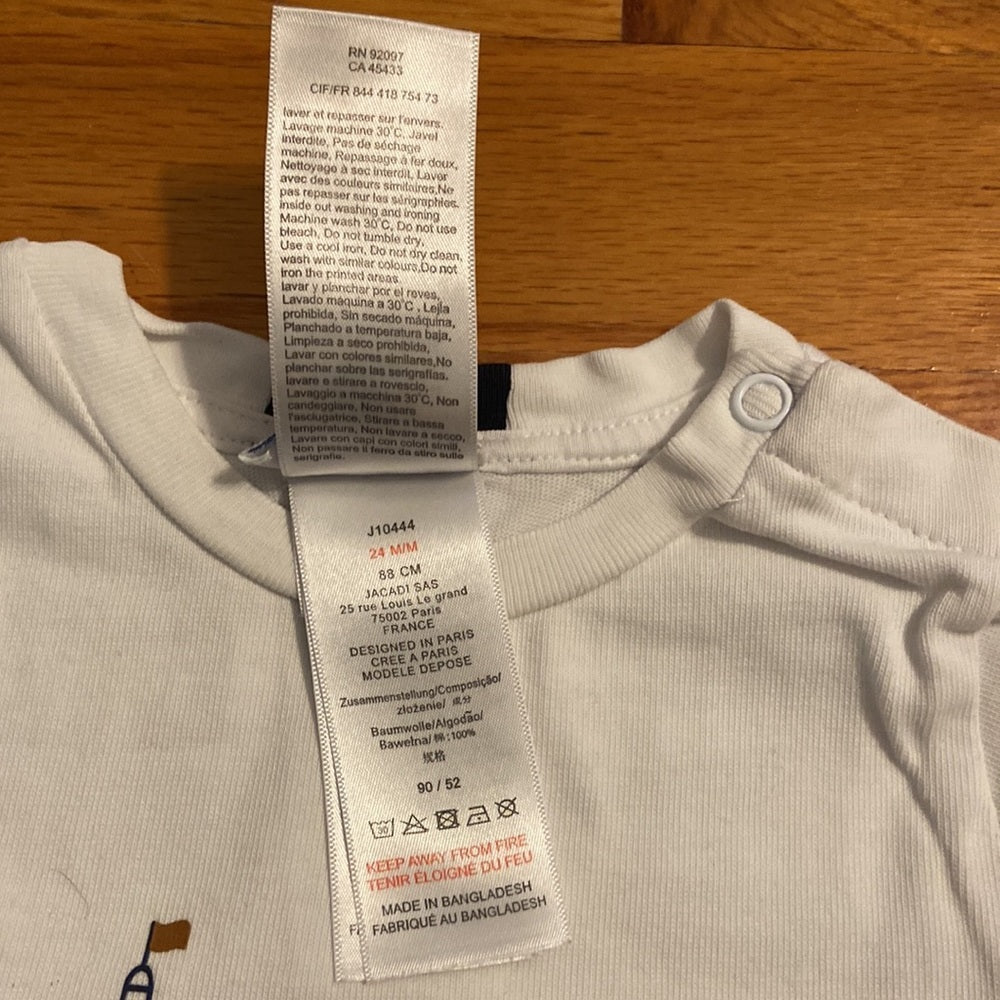 RN 92097
CA 45433
CIF/FR 844 418 754 73
laver et repasser sur l'envers.
Lavage machine 30°C, Javel
interdite, Pas de séchage
machine, Repassage à fer doux,
Nettoyage à sec interdit, Laver
avec des couleurs similaires,Ne
pas repasser sur les sérigraphies.
inside out washing and ironing
Machine wash 30°C, Do not use
bleach, Do not tumble dry,
Use a cool iron, Do not dry clean,
wash with similar colours,Do not
iron the printed areas.
lavar y planchar por el reves,
Lavado máquina a 30°C , Lejía
prohibida, Sin secado máquina,
Planchado a temperatura baja,
Limpieza a seco prohibida,
Lavar con colores similares,No
planchar sobre las serigrafias.
lavare e stirare a rovescio,
Lavaggio a macchina 30°C, Non
candeggiare, Non usare
l'asciugatrice, Stirare a bassa
temperatura, Non lavare a secco,
Lavare con capi con colori simili,
Non passare il ferro da stiro sulle
serigrafie.
J10444
24 M/M
88 CM
JACADI SAS
25 rue Louis Le grand
75002 Paris
FRANCE
DESIGNED IN PARIS
CREE A PARIS
MODELE DEPOSE
Zusammenstellung/Composição/
złożenie/ 成分
Baumwolle/Algodão/
Bawełna/ 棉:100%
规格
90 / 52
30
KEEP AWAY FROM FIRE
TENIR ÉLOIGNÉ DU FEU
MADE IN BANGLADESH
FABRIQUÉ AU BANGLADESH